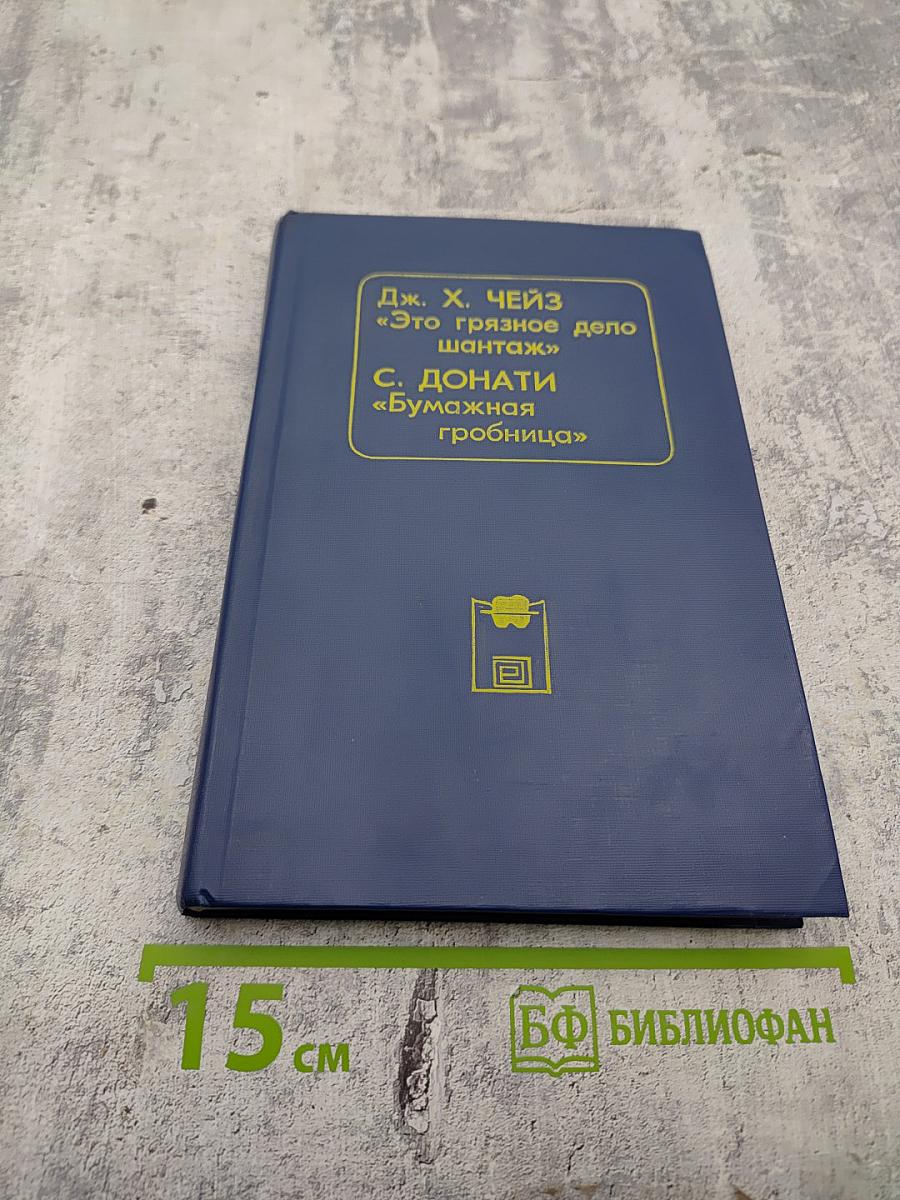 Дж. Х. ЧЕЙЗ
«Это грязное дело
шантаж»
С. ДОНАТИ
«Бумажная
гробница»
15 см
БФ БИБЛИОФАН